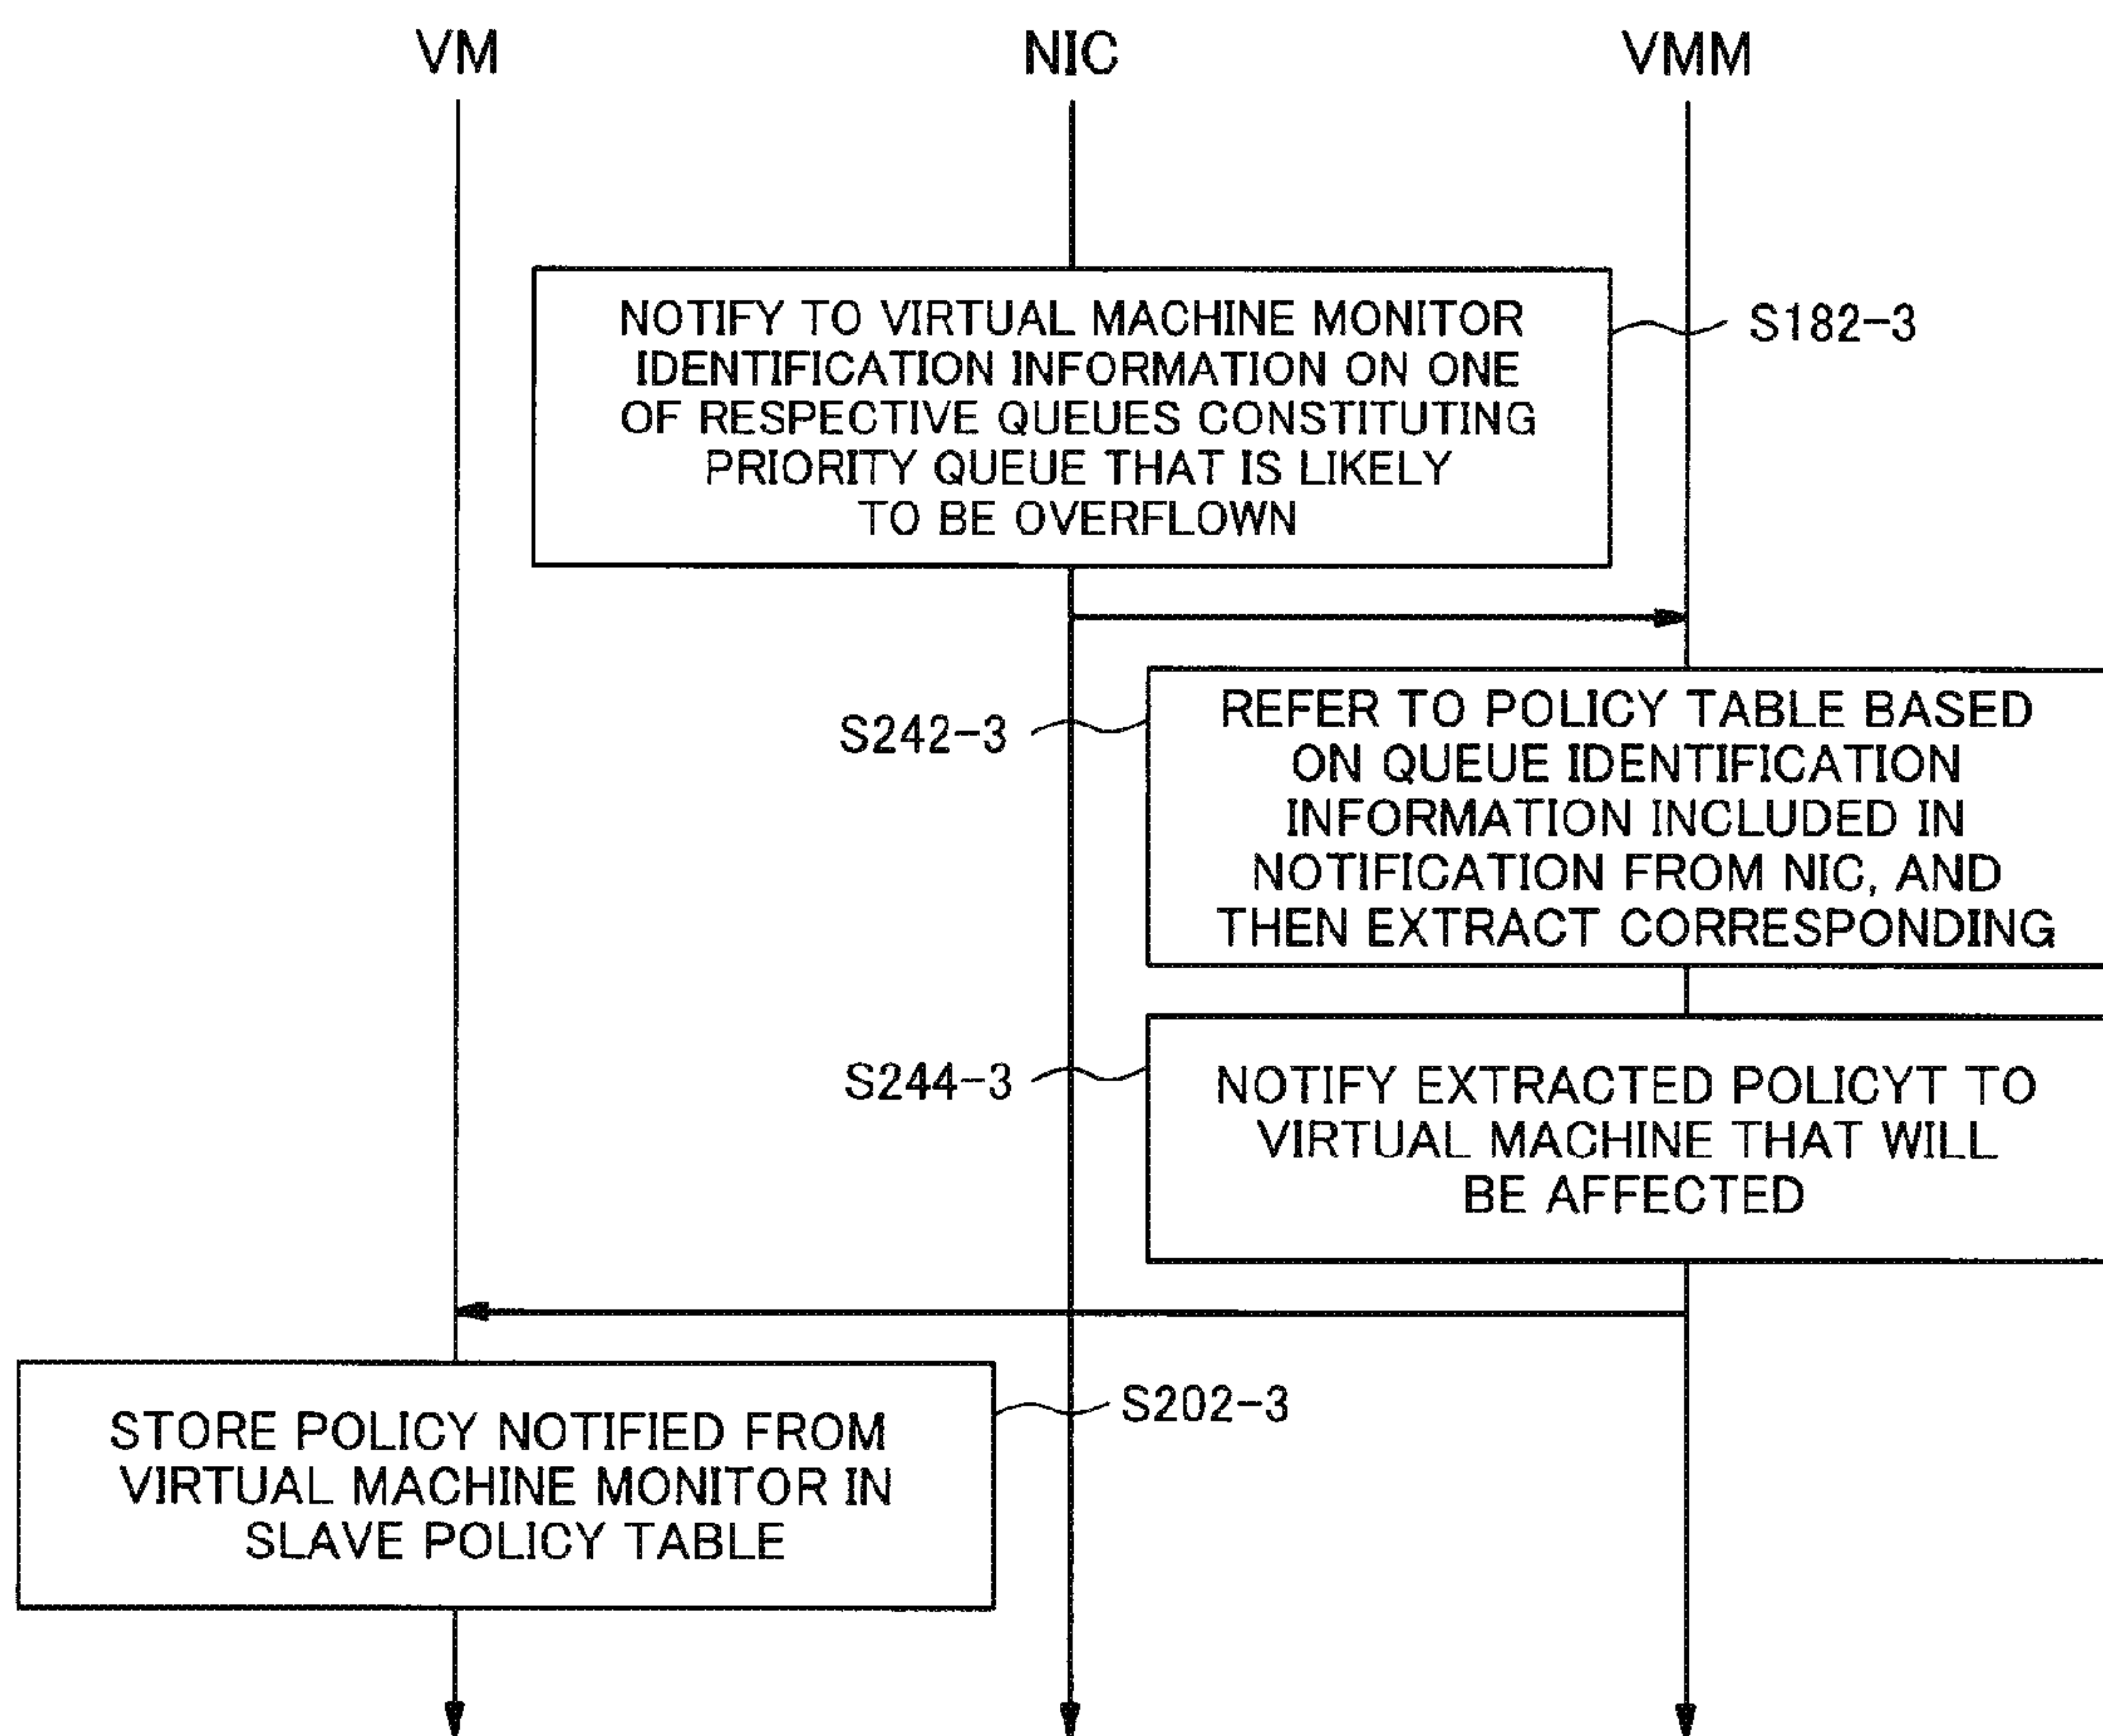 VM
NIC
VMM
NOTIFY TO VIRTUAL MACHINE MONITOR
IDENTIFICATION INFORMATION ON ONE
OF RESPECTIVE QUEUES CONSTITUTING
PRIORITY QUEUE THAT IS LIKELY
TO BE OVERFLOWN
S182-3
S242-3
REFER TO POLICY TABLE BASED
ON QUEUE IDENTIFICATION
INFORMATION INCLUDED IN
NOTIFICATION FROM NIC, AND
THEN EXTRACT CORRESPONDING
S244-3
NOTIFY EXTRACTED POLICYT TO
VIRTUAL MACHINE THAT WILL
BE AFFECTED
STORE POLICY NOTIFIED FROM
VIRTUAL MACHINE MONITOR IN
SLAVE POLICY TABLE
S202-3